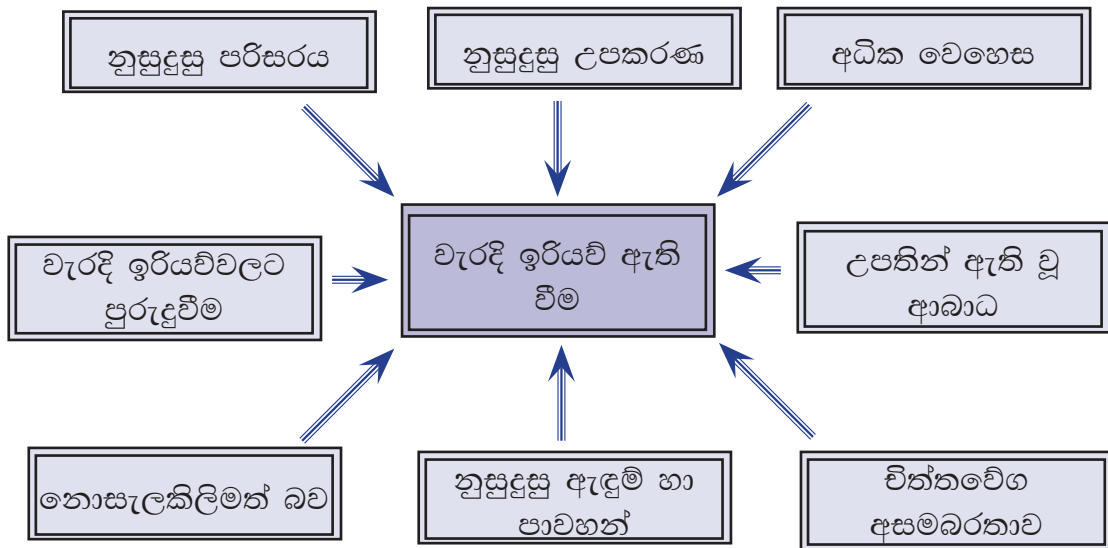 නුසුදුසු පරිසරය
නුසුදුසු උපකරණ
අධික වෙහෙස
වැරදි ඉරියව්වලට
පුරුදුවීම
වැරදි ඉරියව් ඇති
වීම
උපතින් ඇති වූ
ආබාධ
නොසැලකිලිමත් බව
නුසුදුසු ඇඳුම් හා
පාවහන්
චිත්තවේග
අසමබරතාව